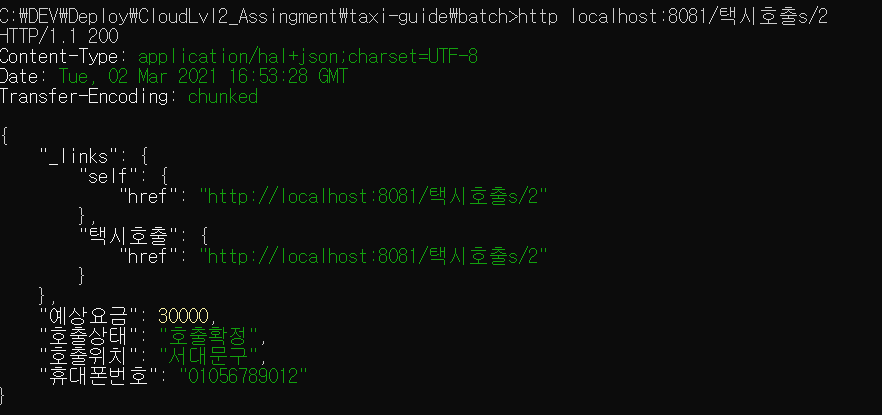 C:₩DEV₩Deploy₩CloudLvl2_Assingment₩taxi-guide₩batch>http localhost:8081/택시호출s/2
HTTP/1.1 200
Content-Type: application/hal+json;charset=UTF-8
Date: Tue, 02 Mar 2021 16:53:28 GMT
Transfer-Encoding: chunked
{
"_links": {
"self": {
"href": "http://localhost:8081/택시호출s/2"
},
"택시호출": {
"href": "http://localhost:8081/택시호출s/2"
}
},
"예상요금": 30000,
"호출상태": "호출확정",
"호출위치": "서대문구",
"휴대폰번호": "01056789012"
}